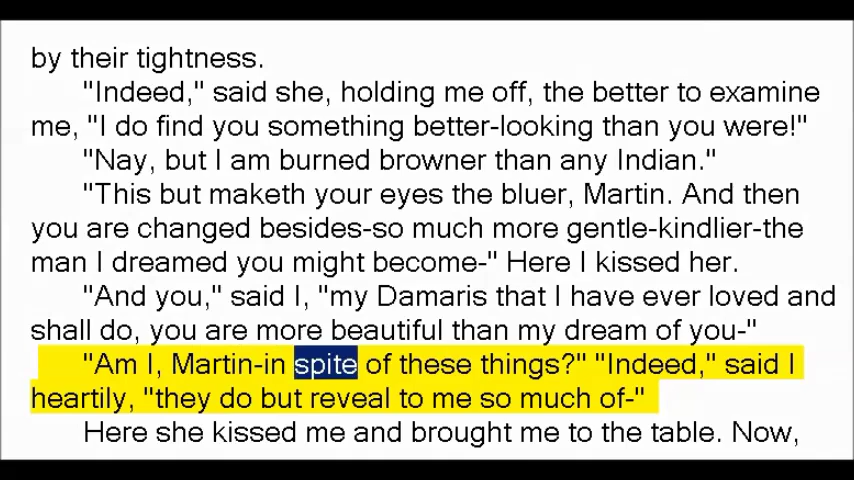 by their tightness.
"Indeed," said she, holding me off, the better to examine
me, "I do find you something better-looking than you were!"
"Nay, but I am burned browner than any Indian."
"This but maketh your eyes the bluer, Martin. And then
you are changed besides-so much more gentle-kindlier-the
man I dreamed you might become-" Here I kissed her.
"And you," said I, "my Damaris that I have ever loved and
shall do, you are more beautiful than my dream of you-"
"Am I, Martin-in spite of these things?" "Indeed," said I
heartily, "they do but reveal to me so much of-"
Here she kissed me and brought me to the table. Now,